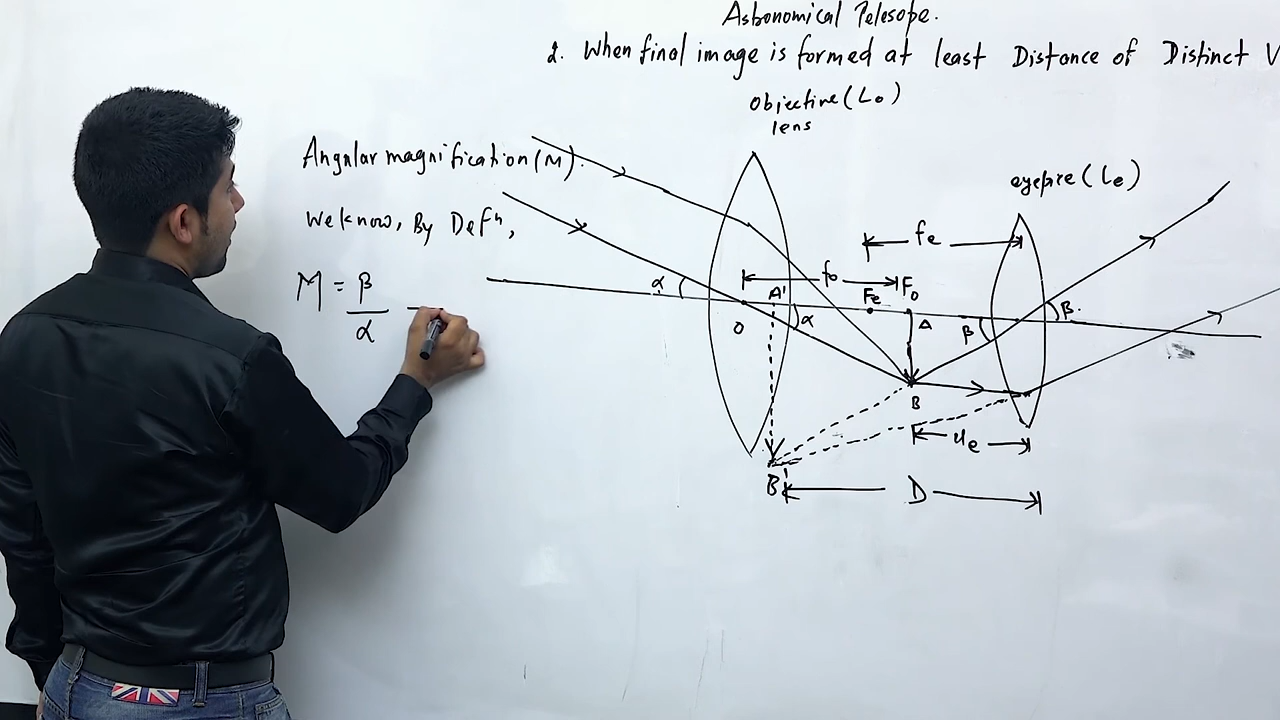 Asbonomical Pelesope.
2. When final image is formed at least Distance of Distinct V
Objective (Lo)
lens
Angular magnification (M).
eyepire (Le)
We know, By Defⁿ,
fe
fo
M = β
α
α
A'
Fe
Fo
O
α
A
β
β.
B
ue
B'
D